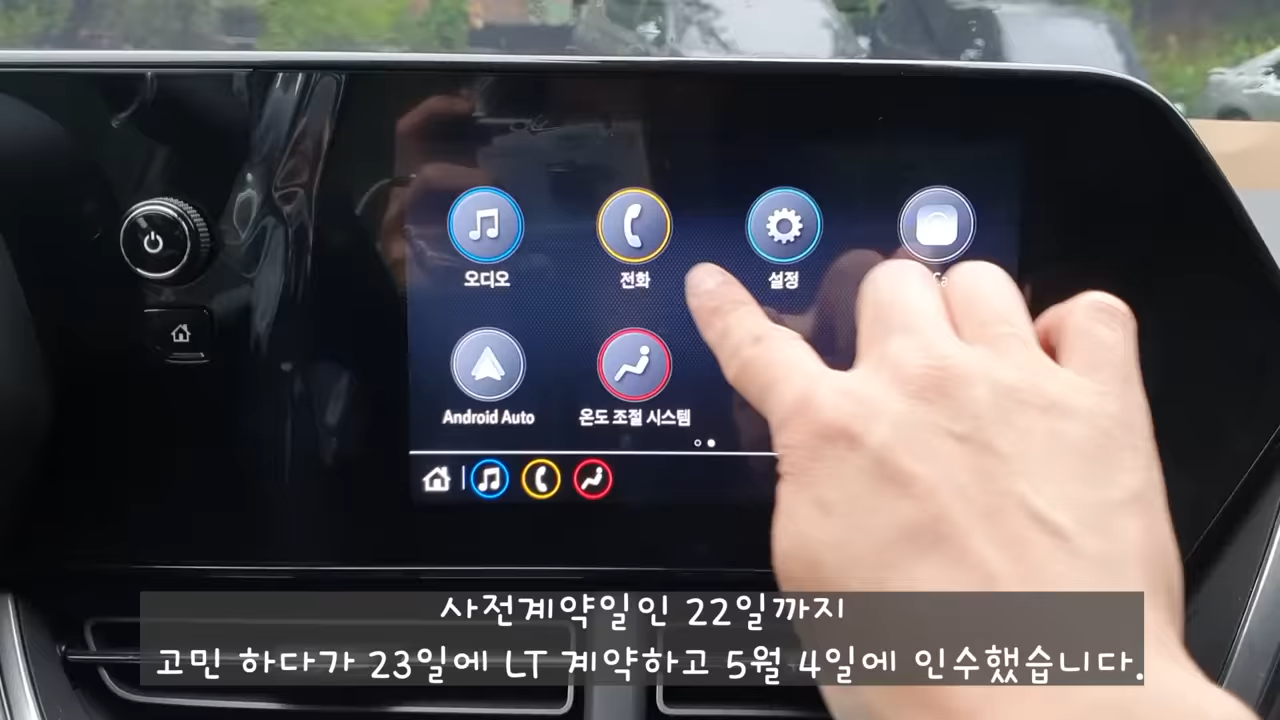 오디오
전화
설정
Android Auto
온도 조절 시스템
사전계약일인 22일까지
고민 하다가 23일에 LT 계약하고 5월 4일에 인수했습니다.